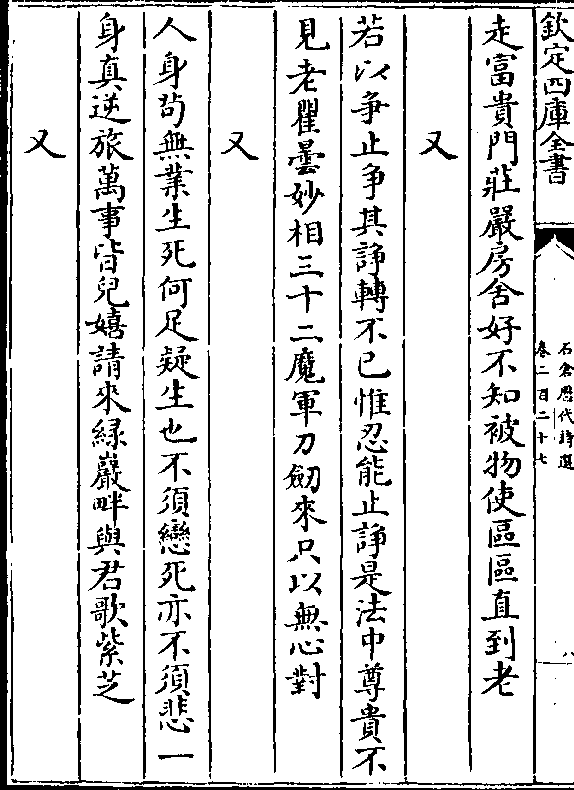 欽定四庫全書
石倉歷代詩選
卷二百二十七
八
走富貴門莊嚴房舍好不知被物使區區直到老
又
若以争止争其諍轉不已惟忍能止諍是法中尊貴不
見老瞿曇妙相三十二魔軍刀劒來只以無心對
又
人身茍無業生死何足疑生也不須戀死亦不須悲一
身真逆旅萬事皆兒嬉請來緑巖畔與君歌紫芝
又